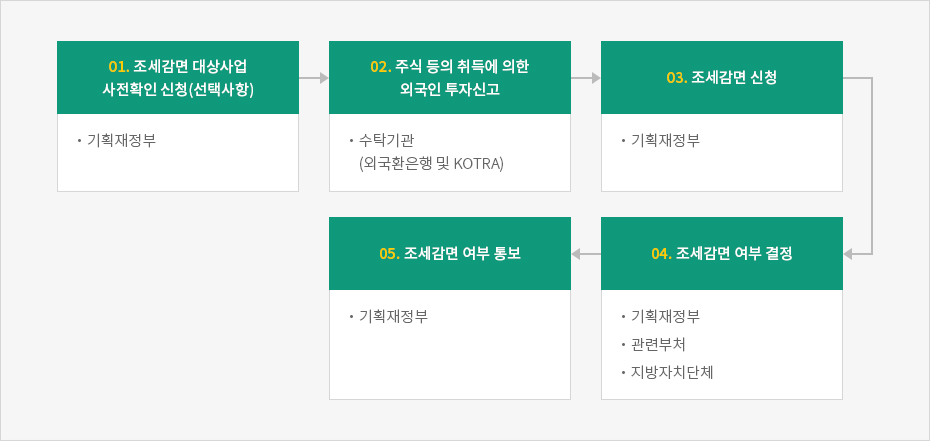 01. 조세감면 대상사업
사전확인 신청(선택사항)
• 기획재정부
02. 주식 등의 취득에 의한
외국인 투자신고
• 수탁기관
(외국환은행 및 KOTRA)
03. 조세감면 신청
• 기획재정부
04. 조세감면 여부 결정
• 기획재정부
• 관련부처
• 지방자치단체
05. 조세감면 여부 통보
• 기획재정부